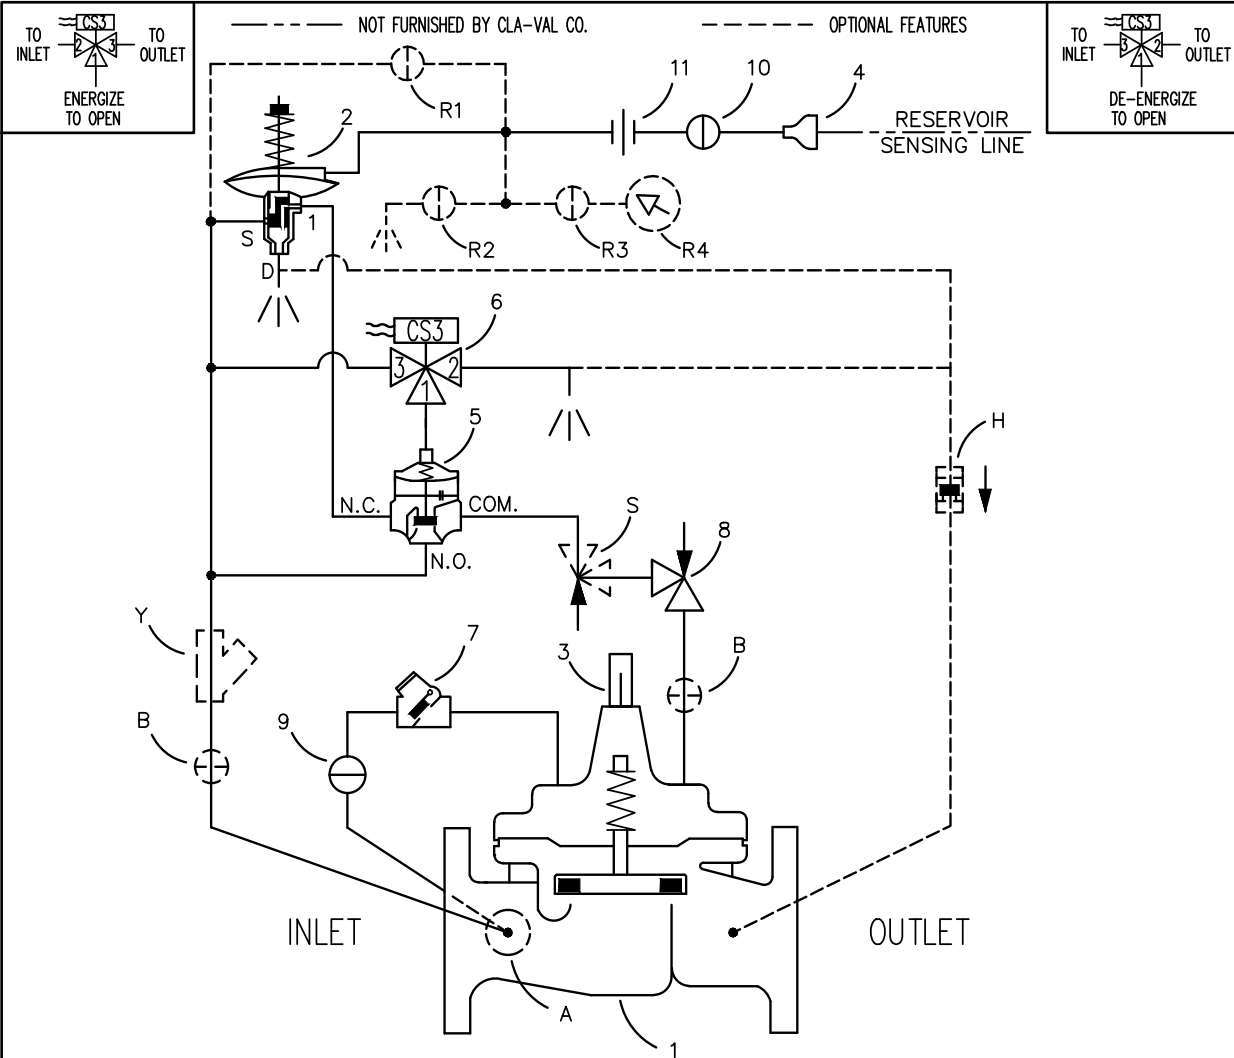 CS3
TO INLET
2
3
TO OUTLET
1
ENERGIZE
TO OPEN
NOT FURNISHED BY CLA-VAL CO.
OPTIONAL FEATURES
CS3
TO INLET
3
2
TO OUTLET
1
DE-ENERGIZE
TO OPEN
R1
11
10
4
2
RESERVOIR
SENSING LINE
S
1
R2
R3
R4
D
6
CS3
3
2
1
5
H
N.C.
COM.
S
8
N.O.
Y
7
3
B
B
9
INLET
OUTLET
A
1